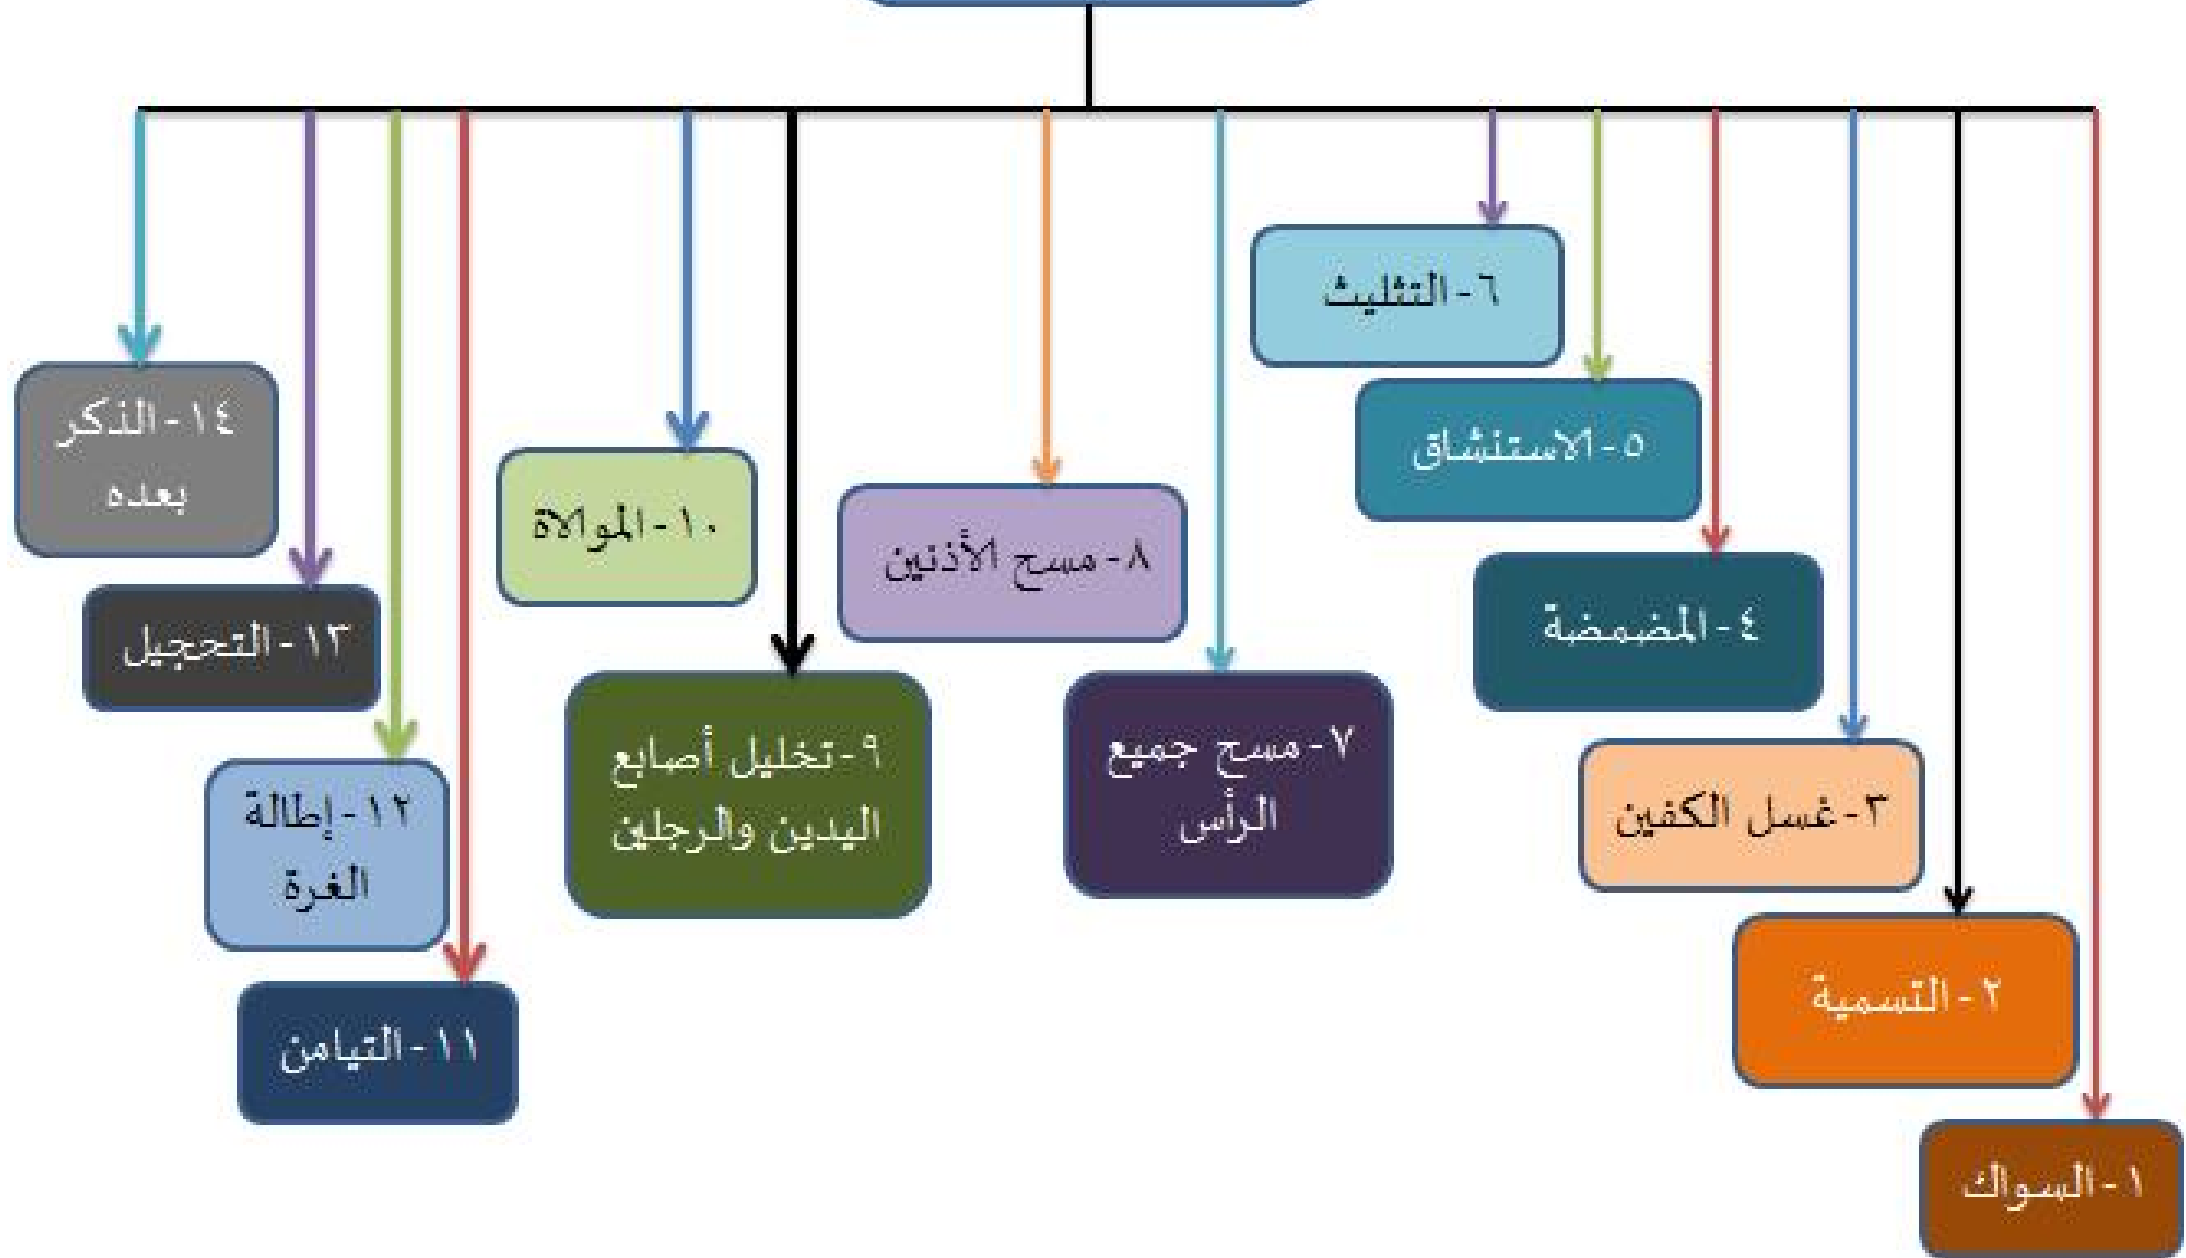 ١- السواك
٢- التسمية
٣- غسل الكفين
٤- المضمضة
٥- الاستنشاق
٦- التثليث
٧- مسح جميع
الرأس
٨- مسح الأذنين
٩- تخليل أصابع
اليدين والرجلين
١٠- الموالاة
١١- التيامن
١٢- إطالة
الغرة
١٣- التحجيل
١٤- الذكر
بعده